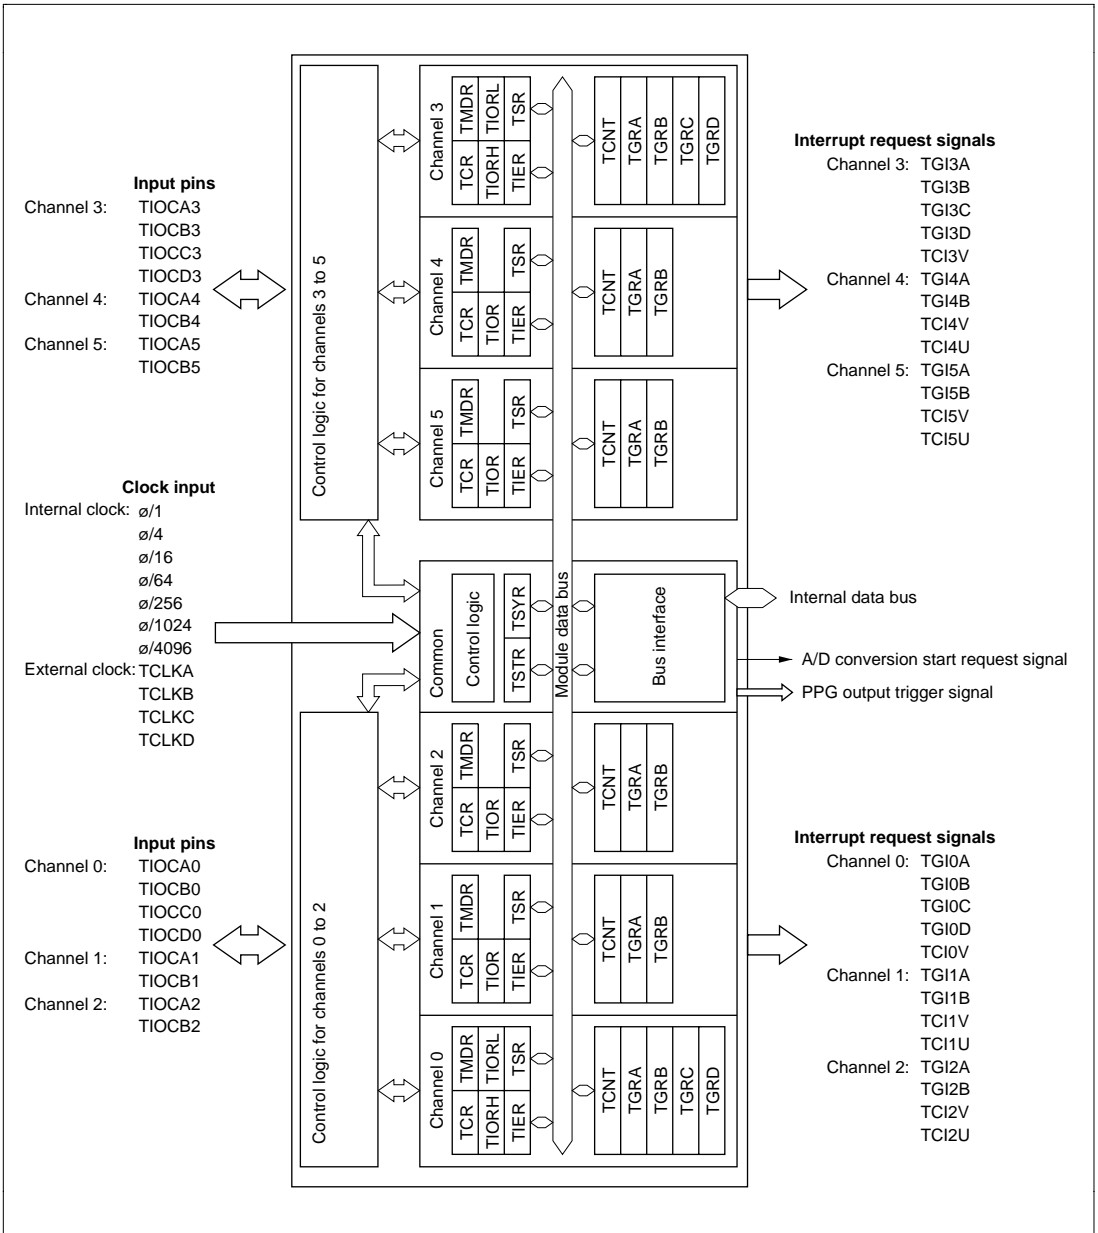 Input pins
Channel 3: TIOCA3
TIOCB3
TIOCC3
TIOCD3
Channel 4: TIOCA4
TIOCB4
Channel 5: TIOCA5
TIOCB5
Clock input
Internal clock: ø/1
ø/4
ø/16
ø/64
ø/256
ø/1024
ø/4096
External clock: TCLKA
TCLKB
TCLKC
TCLKD
Input pins
Channel 0: TIOCA0
TIOCB0
TIOCC0
TIOCD0
Channel 1: TIOCA1
TIOCB1
Channel 2: TIOCA2
TIOCB2
Control logic for channels 3 to 5
Control logic for channels 0 to 2
Channel 3
TCR TMDR
TIORH TIORL
TIER TSR
TCNT
TGRA
TGRB
TGRC
TGRD
Channel 4
TCR TMDR
TIOR
TIER TSR
TCNT
TGRA
TGRB
Channel 5
TCR TMDR
TIOR
TIER TSR
TCNT
TGRA
TGRB
Common
Control logic
TSTR TSYR
Module data bus
Bus interface
Channel 2
TCR TMDR
TIOR
TIER TSR
TCNT
TGRA
TGRB
Channel 1
TCR TMDR
TIOR
TIER TSR
TCNT
TGRA
TGRB
Channel 0
TCR TMDR
TIORH TIORL
TIER TSR
TCNT
TGRA
TGRB
TGRC
TGRD
Interrupt request signals
Channel 3: TGI3A
TGI3B
TGI3C
TGI3D
TCI3V
Channel 4: TGI4A
TGI4B
TCI4V
TCI4U
Channel 5: TGI5A
TGI5B
TCI5V
TCI5U
Internal data bus
A/D conversion start request signal
PPG output trigger signal
Interrupt request signals
Channel 0: TGI0A
TGI0B
TGI0C
TGI0D
TCI0V
Channel 1: TGI1A
TGI1B
TCI1V
TCI1U
Channel 2: TGI2A
TGI2B
TCI2V
TCI2U